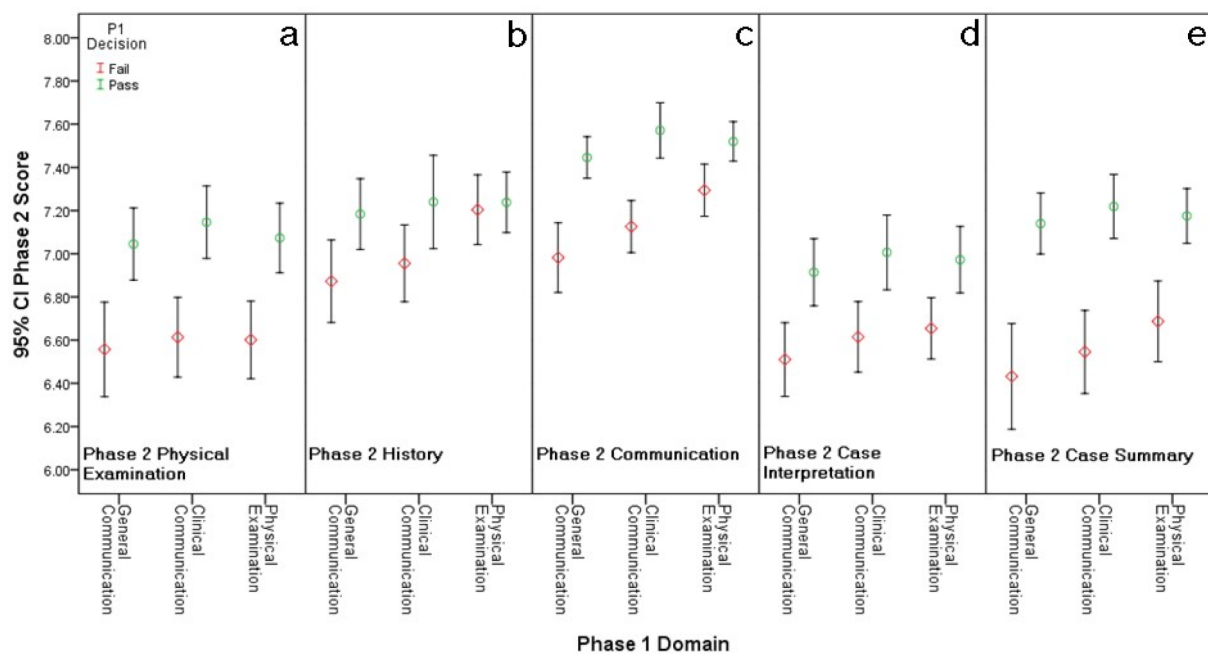 P1
Decision
Fail
Pass
a
b
c
d
e
8.00
7.80
7.60
7.40
7.20
7.00
6.80
6.60
6.40
6.20
6.00
95% CI Phase 2 Score
Phase 2 Physical
Examination
Phase 2 History
Phase 2 Communication
Phase 2 Case
Interpretation
Phase 2 Case Summary
General
Communication
Clinical
Communication
Physical
Examination
General
Communication
Clinical
Communication
Physical
Examination
General
Communication
Clinical
Communication
Physical
Examination
General
Communication
Clinical
Communication
Physical
Examination
General
Communication
Clinical
Communication
Physical
Examination
Phase 1 Domain